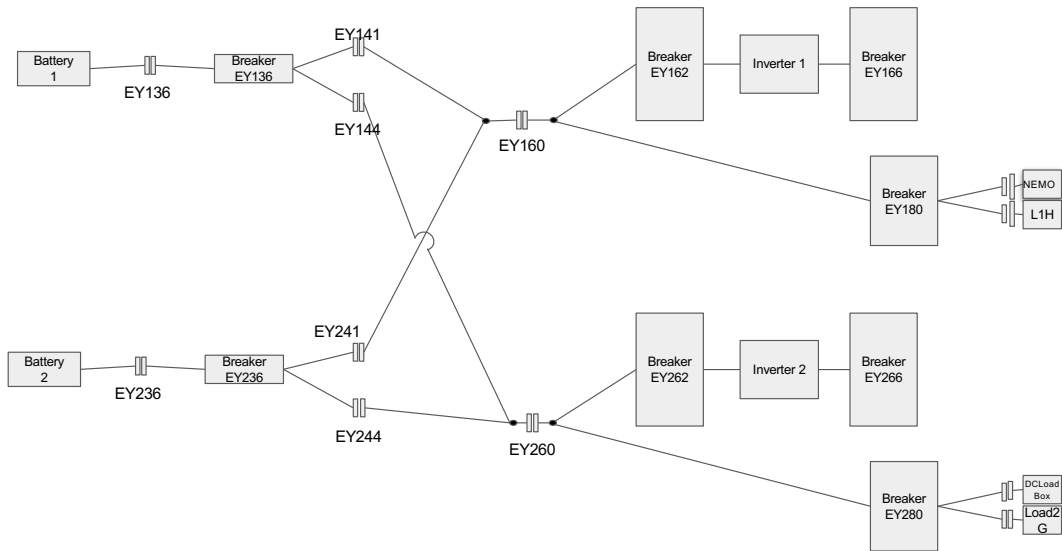 EY141
Battery
1
EY136
Breaker
EY136
EY144
EY160
Breaker
EY162
Inverter 1
Breaker
EY166
Breaker
EY180
NEMO
L1H
EY241
Battery
2
EY236
Breaker
EY236
EY244
EY260
Breaker
EY262
Inverter 2
Breaker
EY266
Breaker
EY280
DCLoad
Box
Load2
G